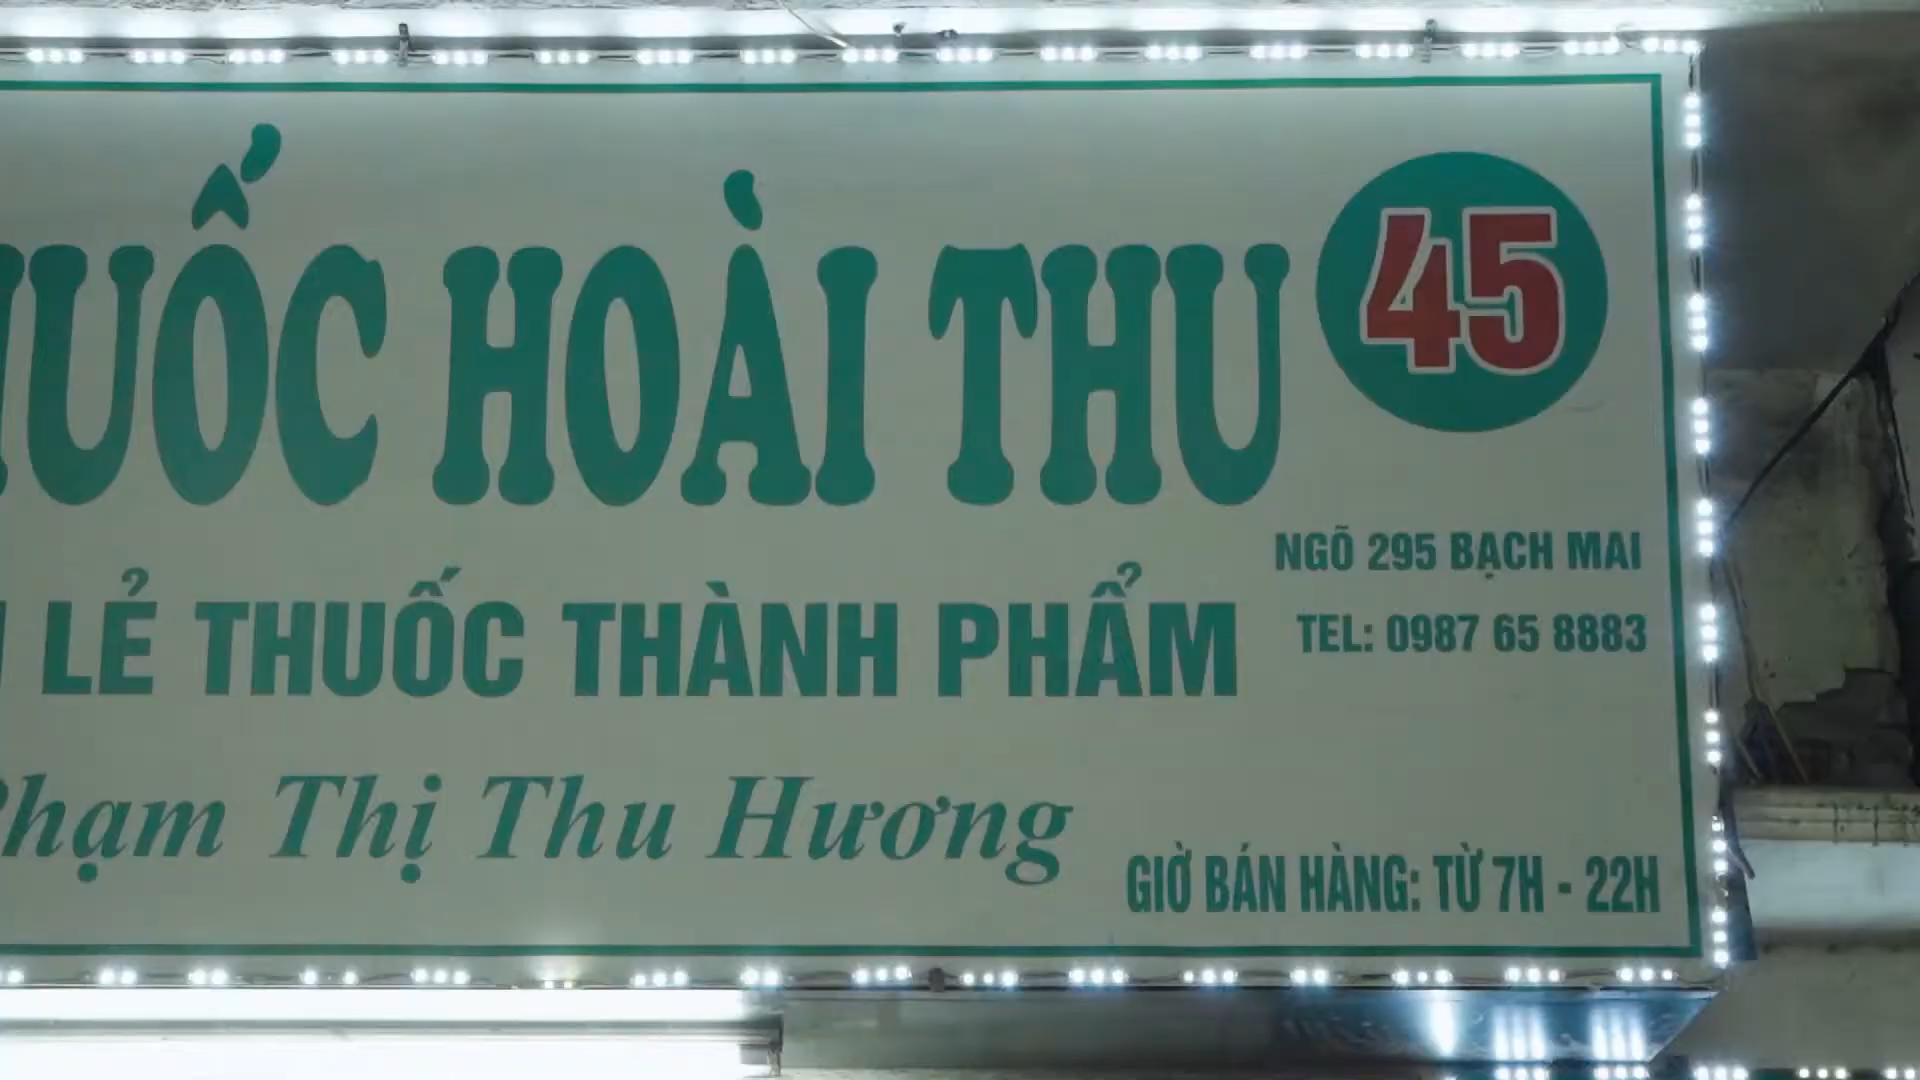 HUỐC HOÀI THU
45
NGÕ 295 BẠCH MAI
TEL: 0987 65 8883
LẺ THUỐC THÀNH PHẨM
Phạm Thị Thu Hương
GIỜ BÁN HÀNG: TỪ 7H - 22H